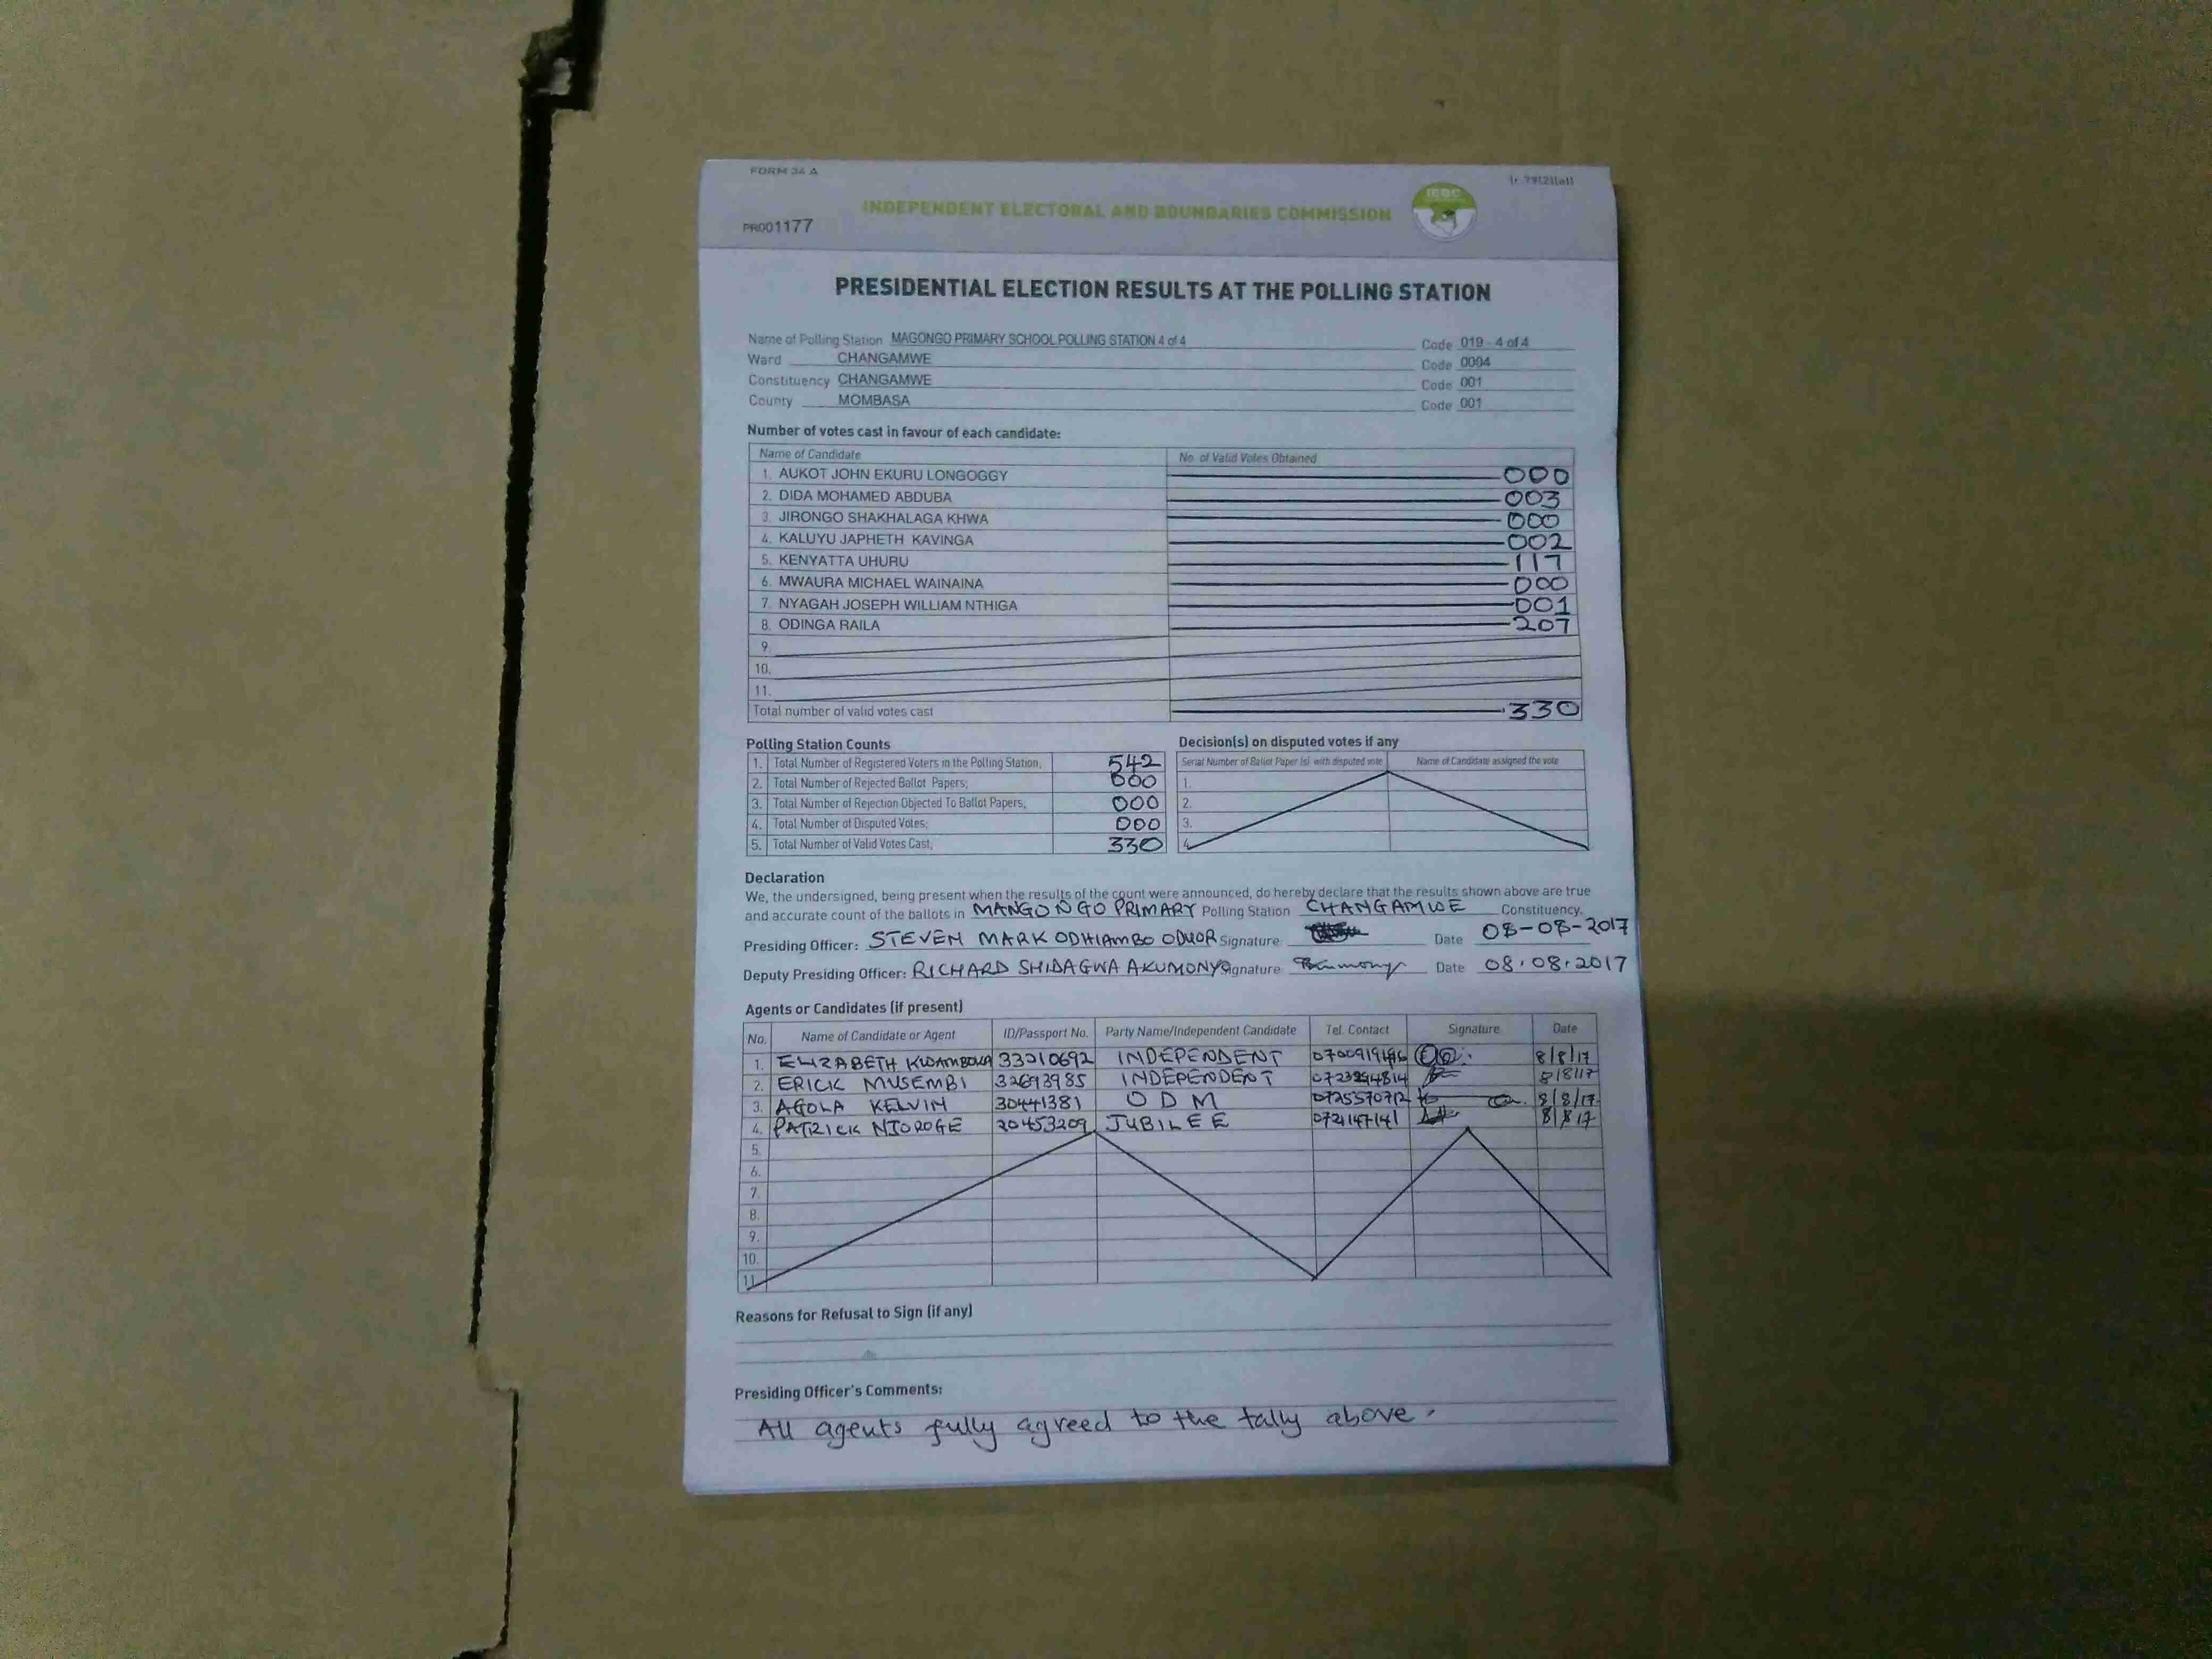 FORM 34 A
INDEPENDENT ELECTORAL AND BOUNDARIES COMMISSION
IEBC
PR001177
PRESIDENTIAL ELECTION RESULTS AT THE POLLING STATION
Name of Polling Station MAGONGO PRIMARY SCHOOL POLLING STATION 4 of 4 Code 019 - 4 of 4
Ward CHANGAMWE Code 0004
Constituency CHANGAMWE Code 001
County MOMBASA Code 001
Number of votes cast in favour of each candidate:
Name of Candidate No. of Valid Votes Obtained
1. AUKOT JOHN EKURU LONGOGGY 000
2. DIDA MOHAMED ABDUBA 003
3. JIRONGO SHAKHALAGA KHWA 000
4. KALUYU JAPHETH KAVINGA 002
5. KENYATTA UHURU 117
6. MWAURA MICHAEL WAINAINA 000
7. NYAGAH JOSEPH WILLIAM NTHIGA 001
8. ODINGA RAILA 207
9.
10.
11.
Total number of valid votes cast 330
Polling Station Counts
1. Total Number of Registered Voters in the Polling Station; 542
2. Total Number of Rejected Ballot Papers; 000
3. Total Number of Rejection Objected To Ballot Papers; 000
4. Total Number of Disputed Votes; 000
5. Total Number of Valid Votes Cast; 330
Decision(s) on disputed votes if any
Serial Number of Ballot Paper (s) with disputed vote Name of Candidate assigned the vote
1.
2.
3.
4.
Declaration
We, the undersigned, being present when the results of the count were announced, do hereby declare that the results shown above are true
and accurate count of the ballots in MANGONGO PRIMARY Polling Station CHANGAMWE Constituency.
Presiding Officer: STEVEN MARK ODHIAMBO ODUOR Signature: Date 08-08-2017
Deputy Presiding Officer: RICHARD SHIDAGWA AKUMONYO Signature Date 08.08.2017
Agents or Candidates (if present)
No. Name of Candidate or Agent ID/Passport No. Party Name/Independent Candidate Tel. Contact Signature Date
1. ELIZABETH KWAMBOKA 33010692 INDEPENDENT 8/8/17
2. ERICK MUSEMBI 32693985 INDEPENDENT 8/8/17
3. AGOLA KELVIN 30441381 ODM 0725570712 8/8/17
4. PATRICK NJOROGE 20453209 JUBILEE 072147141 8/8/17
5.
6.
7.
8.
9.
10.
11.
Reasons for Refusal to Sign (if any)
Presiding Officer's Comments:
All agents fully agreed to the tally above.